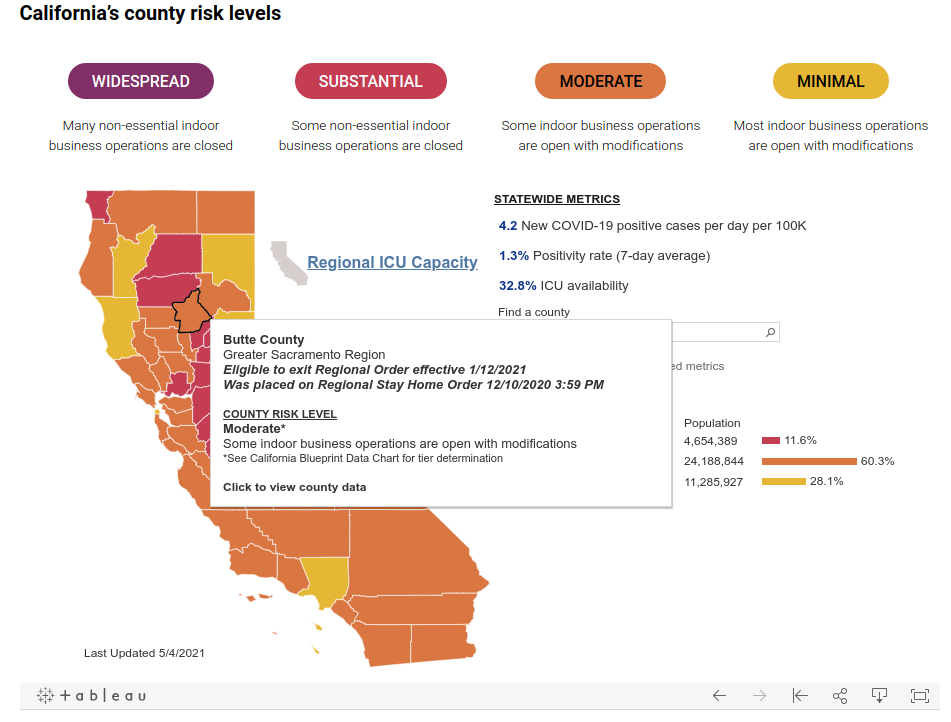 California's county risk levels
WIDESPREAD
SUBSTANTIAL
MODERATE
MINIMAL
Many non-essential indoor
business operations are closed
Some non-essential indoor
business operations are closed
Some indoor business operations
are open with modifications
Most indoor business operations
are open with modifications
STATEWIDE METRICS
4.2 New COVID-19 positive cases per day per 100K
1.3% Positivity rate (7-day average)
32.8% ICU availability
Regional ICU Capacity
Find a county
ed metrics
Butte County
Greater Sacramento Region
Eligible to exit Regional Order effective 1/12/2021
Was placed on Regional Stay Home Order 12/10/2020 3:59 PM
COUNTY RISK LEVEL
Moderate*
Some indoor business operations are open with modifications
*See California Blueprint Data Chart for tier determination
Click to view county data
Population
4,654,389 11.6%
24,188,844 60.3%
11,285,927 28.1%
Last Updated 5/4/2021
+ableau